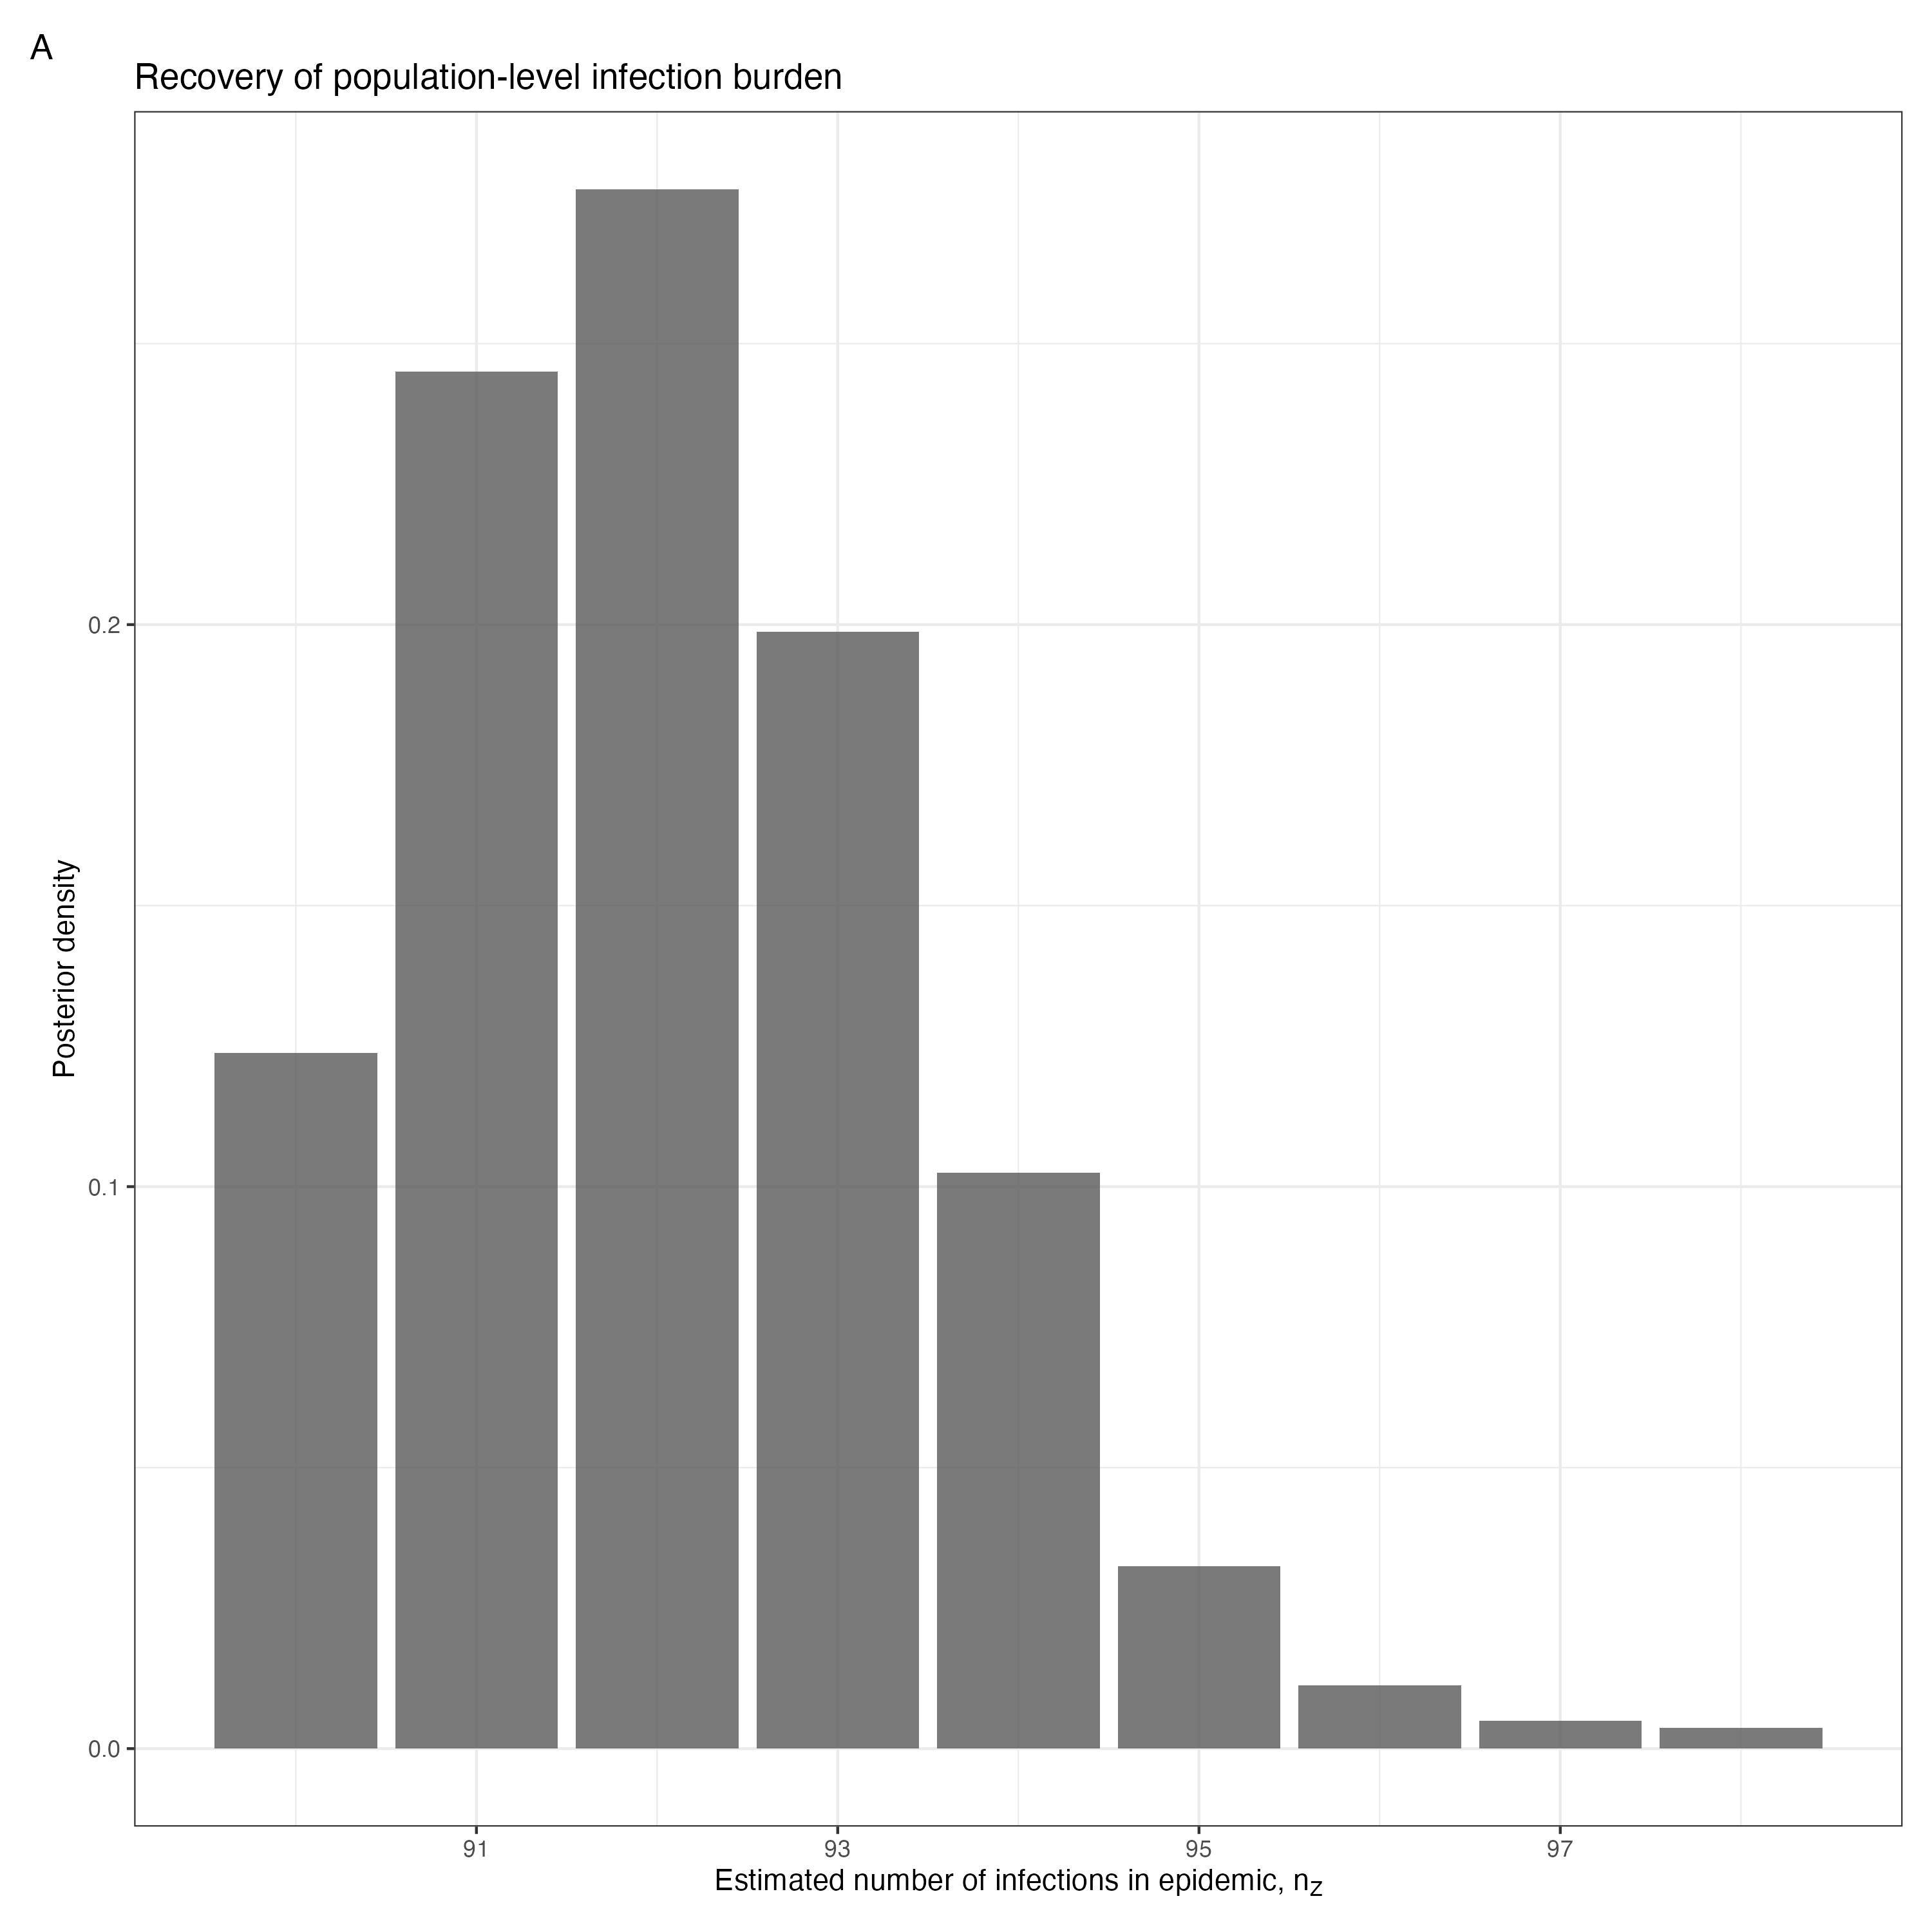 A
Recovery of population-level infection burden
Posterior density
0.2
0.1
0.0
91 93 95 97
Estimated number of infections in epidemic, nZ